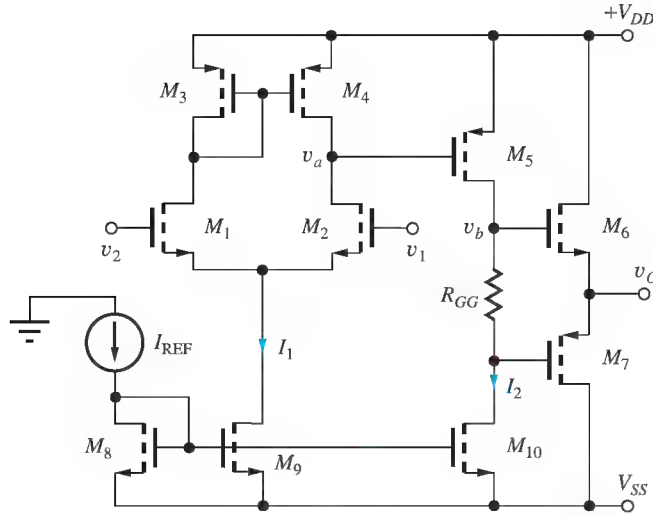 +V_DD
M_3
M_4
v_a
M_5
M_1
M_2
v_b
M_6
v_2
v_1
R_GG
v_O
I_REF
I_1
M_7
I_2
M_8
M_9
M_10
V_SS